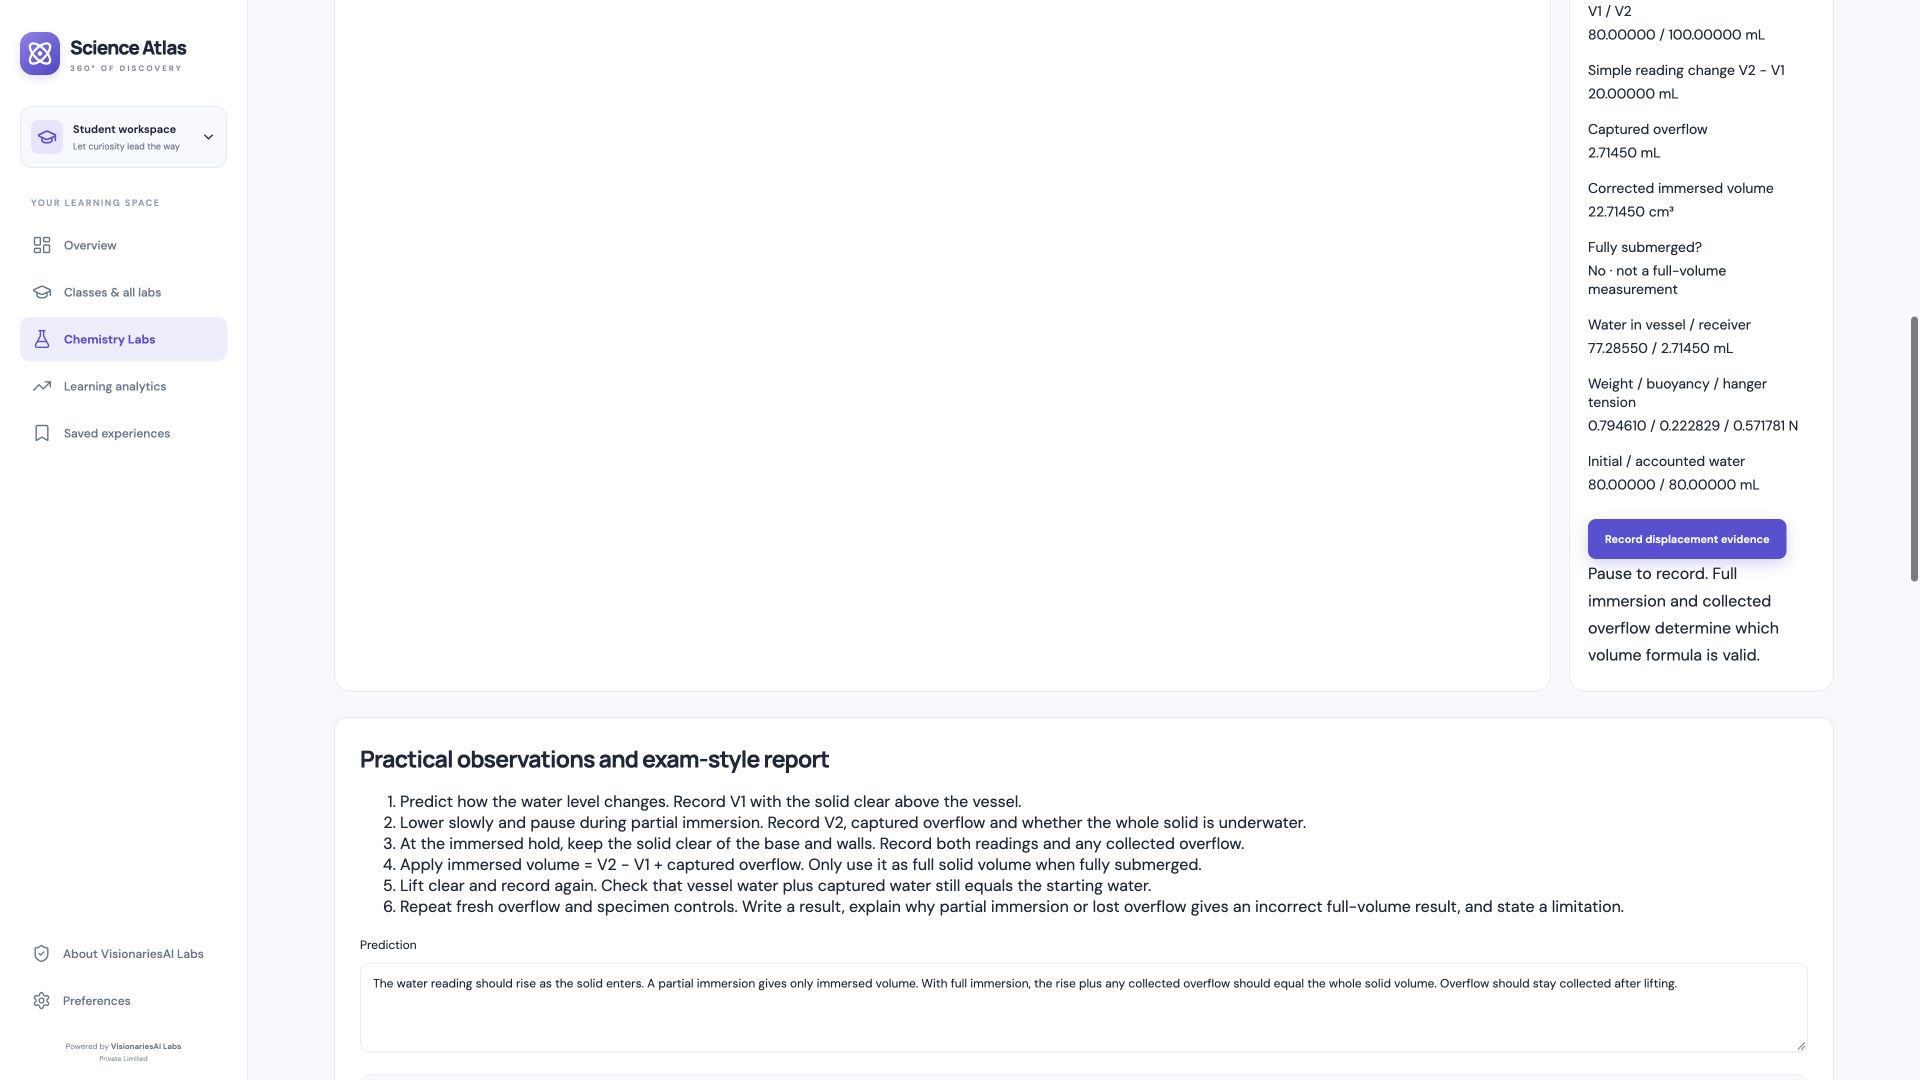 Science Atlas
360° OF DISCOVERY
Student workspace
Let curiosity lead the way
YOUR LEARNING SPACE
Overview
Classes & all labs
Chemistry Labs
Learning analytics
Saved experiences
About VisionariesAI Labs
Preferences
Powered by VisionariesAI Labs
Private Limited
V1 / V2
80.00000 / 100.00000 mL
Simple reading change V2 - V1
20.00000 mL
Captured overflow
2.71450 mL
Corrected immersed volume
22.71450 cm³
Fully submerged?
No · not a full-volume
measurement
Water in vessel / receiver
77.28550 / 2.71450 mL
Weight / buoyancy / hanger
tension
0.794610 / 0.222829 / 0.571781 N
Initial / accounted water
80.00000 / 80.00000 mL
Record displacement evidence
Pause to record. Full
immersion and collected
overflow determine which
volume formula is valid.
Practical observations and exam-style report
1. Predict how the water level changes. Record V1 with the solid clear above the vessel.
2. Lower slowly and pause during partial immersion. Record V2, captured overflow and whether the whole solid is underwater.
3. At the immersed hold, keep the solid clear of the base and walls. Record both readings and any collected overflow.
4. Apply immersed volume = V2 - V1 + captured overflow. Only use it as full solid volume when fully submerged.
5. Lift clear and record again. Check that vessel water plus captured water still equals the starting water.
6. Repeat fresh overflow and specimen controls. Write a result, explain why partial immersion or lost overflow gives an incorrect full-volume result, and state a limitation.
Prediction
The water reading should rise as the solid enters. A partial immersion gives only immersed volume. With full immersion, the rise plus any collected overflow should equal the whole solid volume. Overflow should stay collected after lifting.